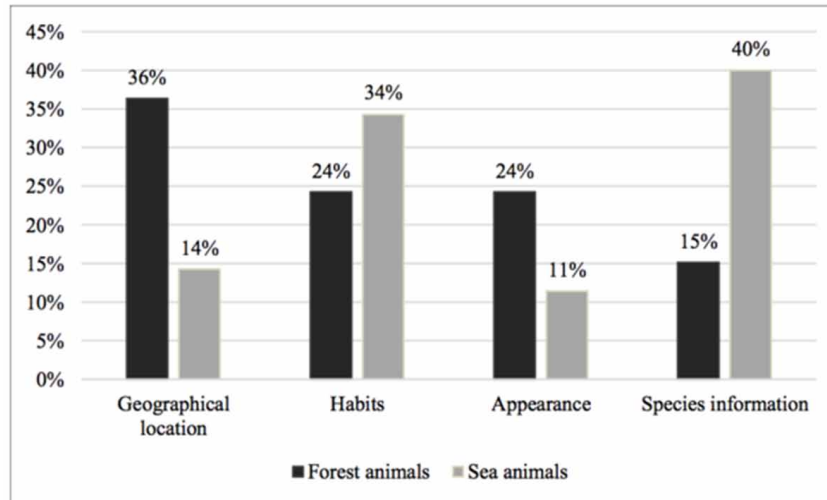 45%
40%
35%
30%
25%
20%
15%
10%
5%
0%
36%
14%
24%
34%
24%
11%
15%
40%
Geographical
location
Habits
Appearance
Species information
Forest animals
Sea animals